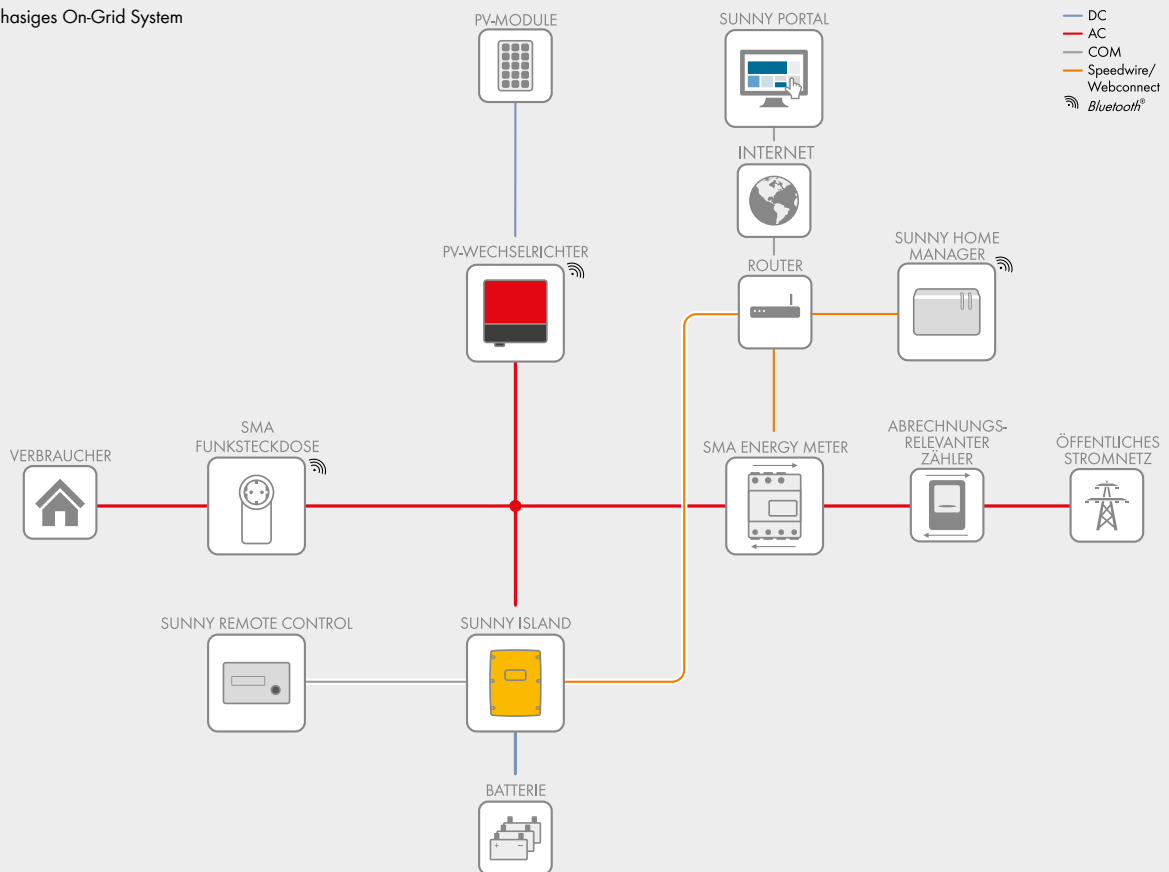 hasiges On-Grid System
PV-MODULE
SUNNY PORTAL
DC
AC
COM
Speedwire/
Webconnect
Bluetooth®
INTERNET
PV-WECHSELRICHTER
ROUTER
SUNNY HOME
MANAGER
VERBRAUCHER
SMA
FUNKSTECKDOSE
SMA ENERGY METER
ABRECHNUNGS-
RELEVANTER
ZÄHLER
ÖFFENTLICHES
STROMNETZ
SUNNY REMOTE CONTROL
SUNNY ISLAND
BATTERIE